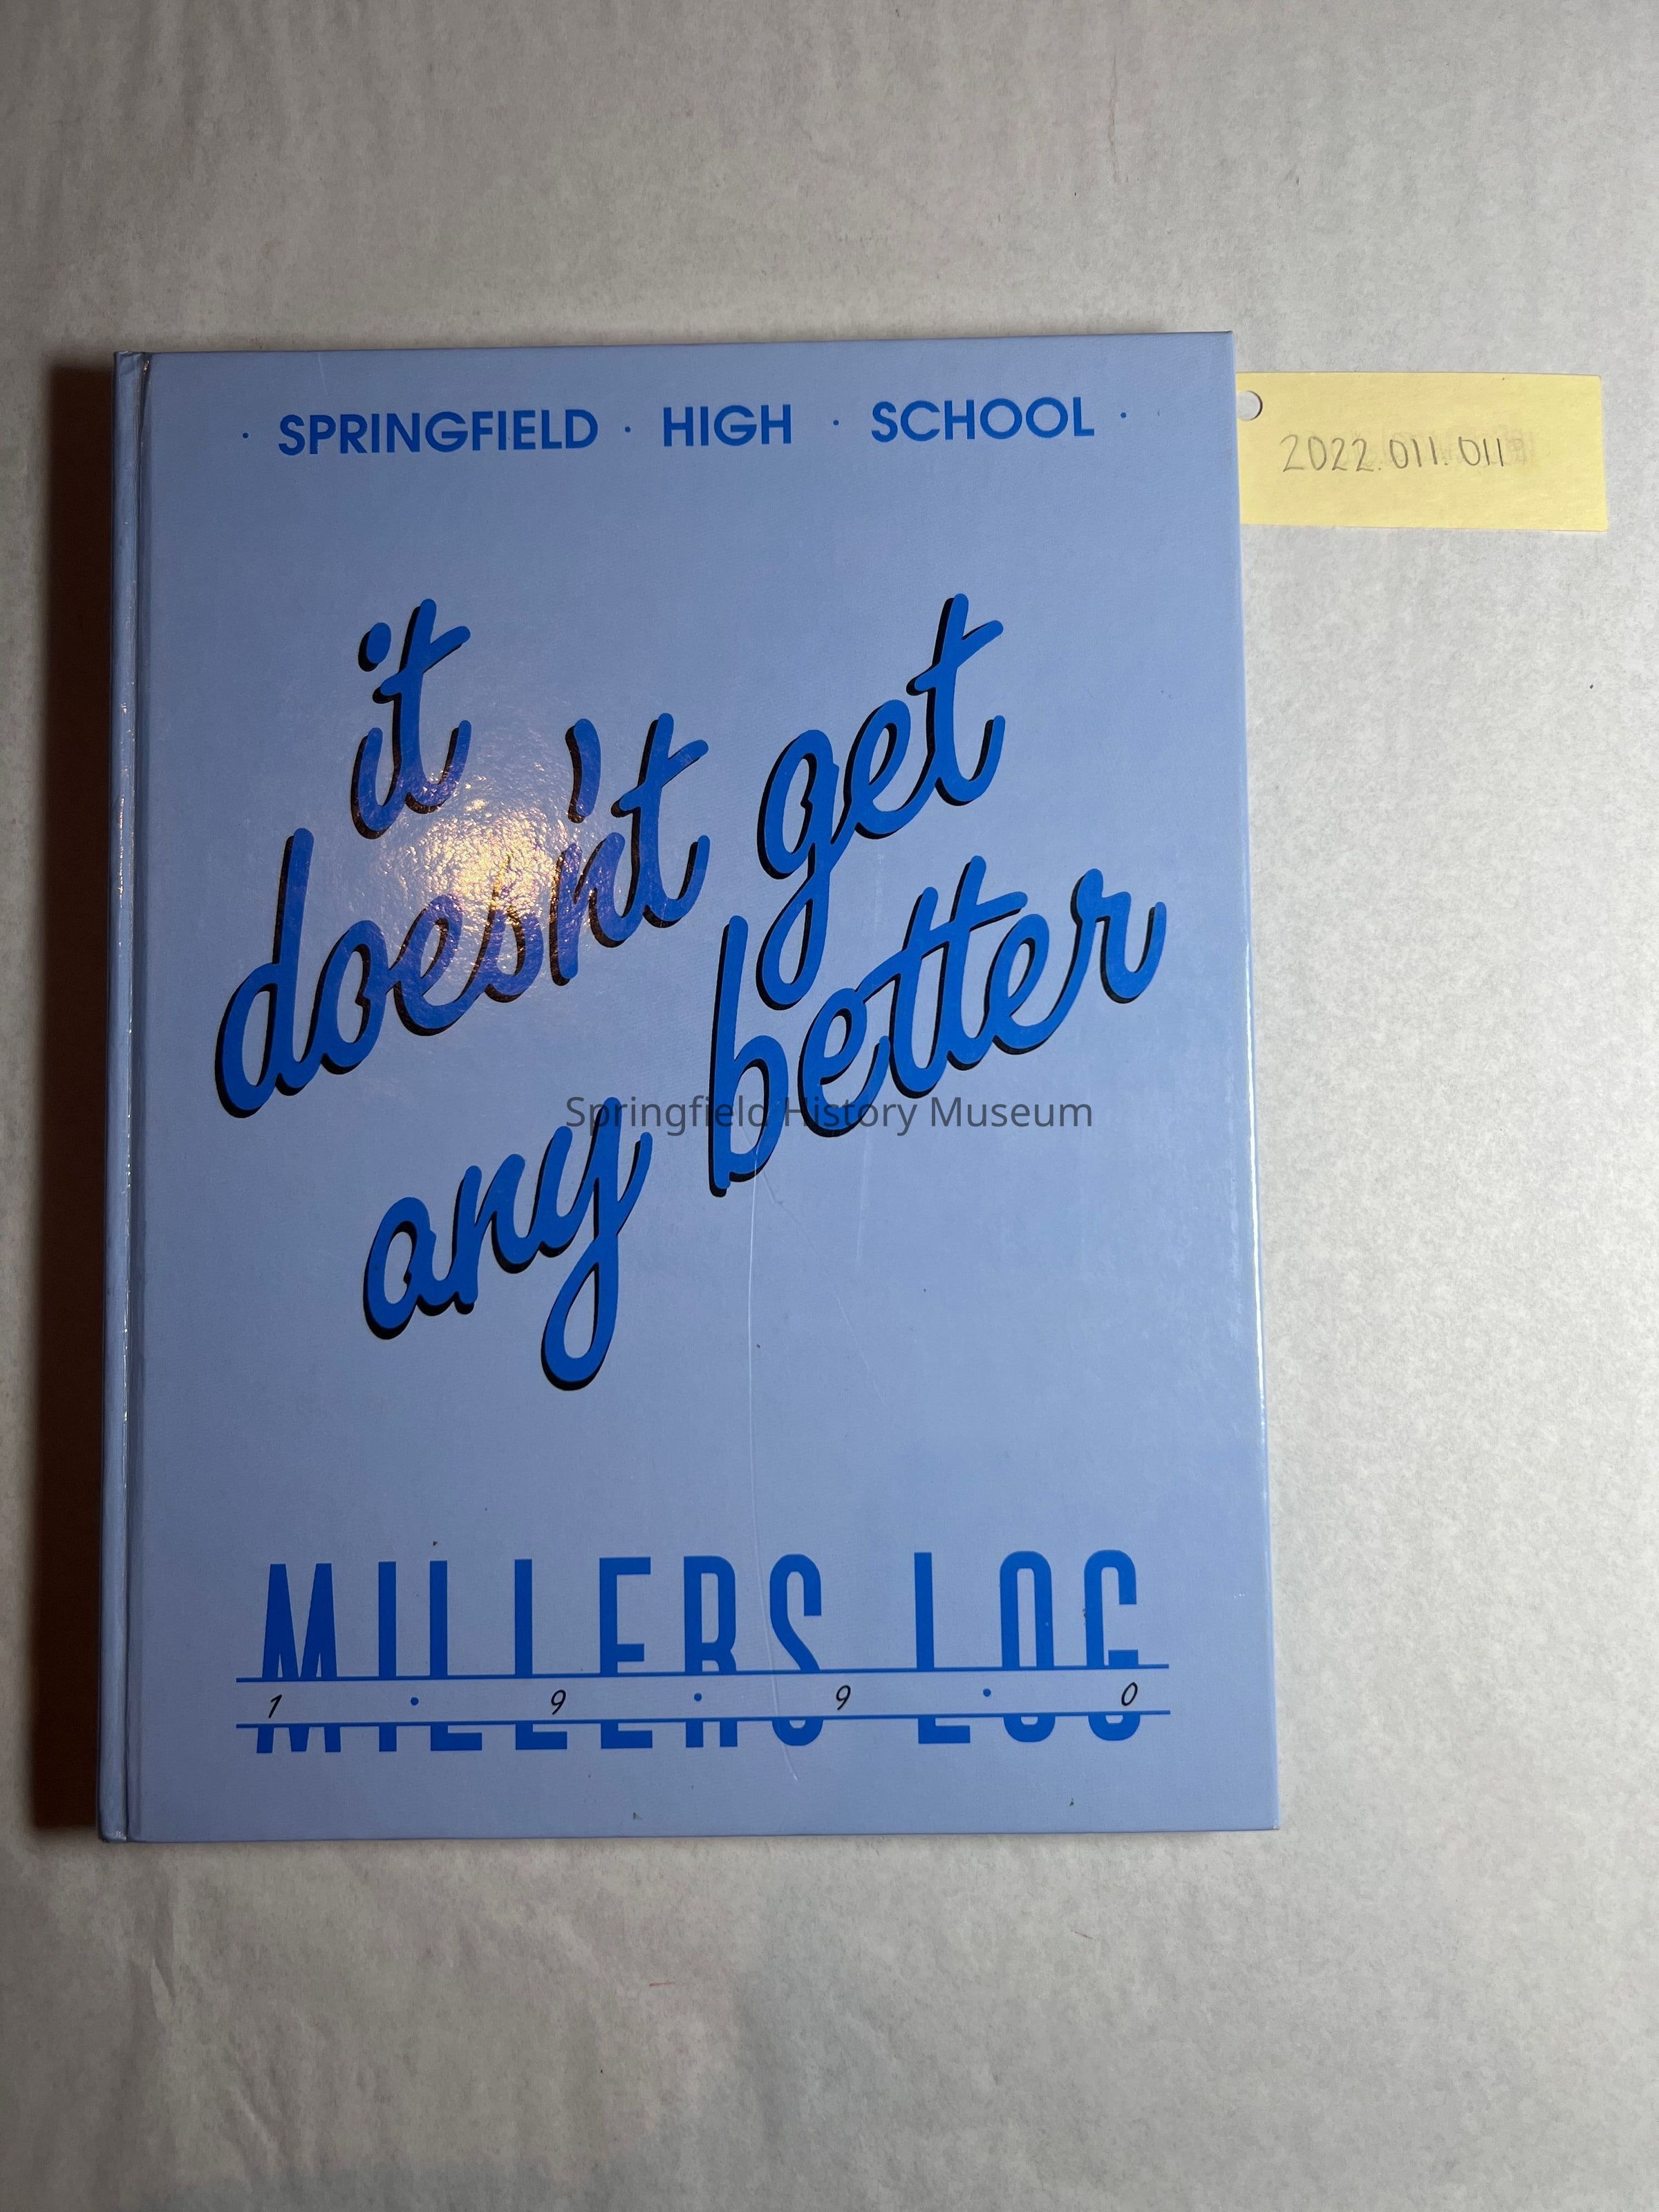 · SPRINGFIELD · HIGH · SCHOOL ·
2022.011.011
it
doesn't get
any better
Springfield History Museum
MILLERS LOG
1 · 9 · 9 · 0